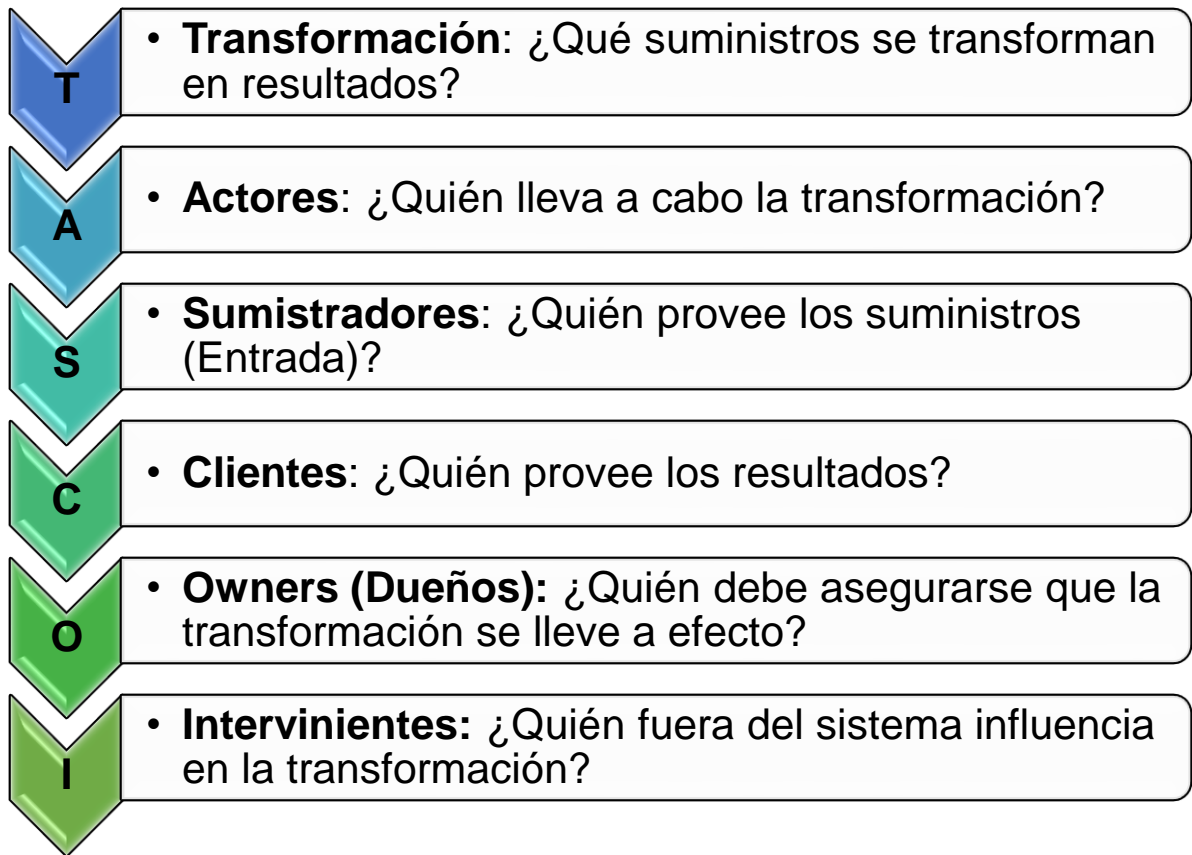 T
• Transformación: ¿Qué suministros se transforman
en resultados?
A
• Actores: ¿Quién lleva a cabo la transformación?
S
• Sumistradores: ¿Quién provee los suministros
(Entrada)?
C
• Clientes: ¿Quién provee los resultados?
O
• Owners (Dueños): ¿Quién debe asegurarse que la
transformación se lleve a efecto?
I
• Intervinientes: ¿Quién fuera del sistema influencia
en la transformación?